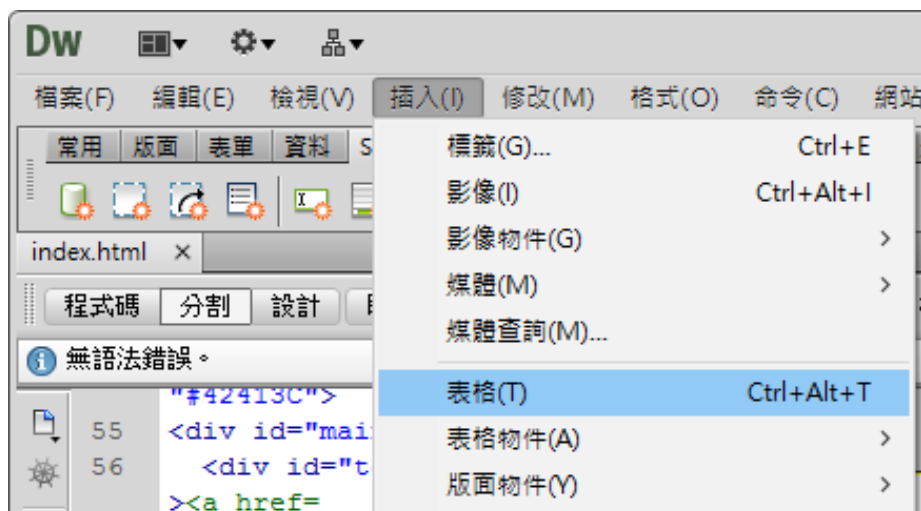 Dw
檔案(F) 編輯(E) 檢視(V) 插入(I) 修改(M) 格式(O) 命令(C) 網站
常用 版面 表單 資料 S
標籤(G)... Ctrl+E
影像(I) Ctrl+Alt+I
影像物件(G)
index.html ×
媒體(M)
程式碼 分割 設計
媒體查詢(M)...
無語法錯誤。
表格(T) Ctrl+Alt+T
"#42413C">
55 <div id="mai
表格物件(A)
56 <div id="t
版面物件(Y)
><a href=